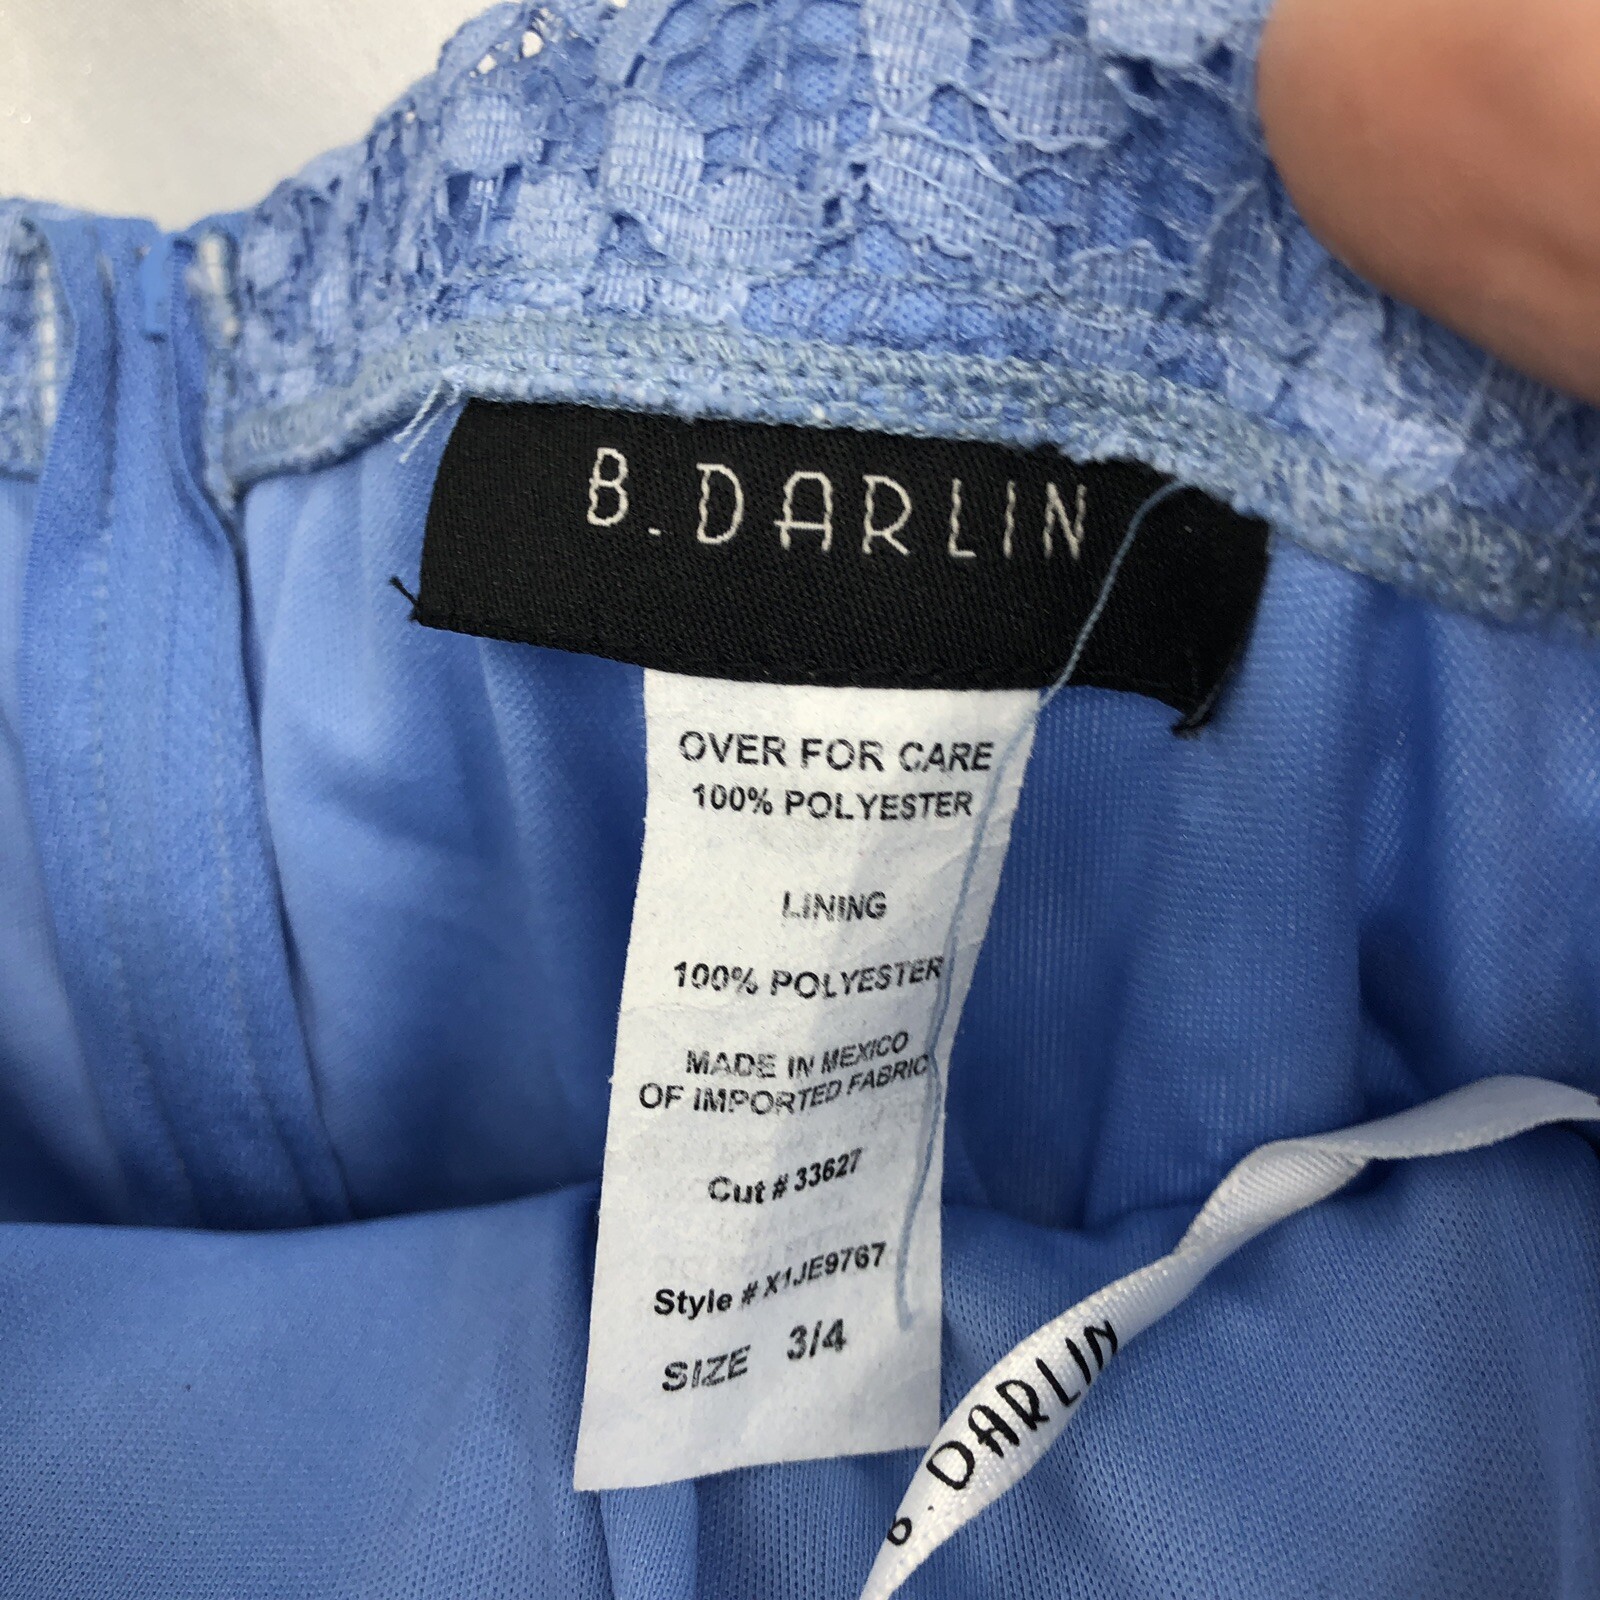 B. DARLIN
OVER FOR CARE
100% POLYESTER
LINING
100% POLYESTER
MADE IN MEXICO
OF IMPORTED FABRIC
Cut # 33627
Style # X1JE9767
SIZE 3/4
B. DARLIN